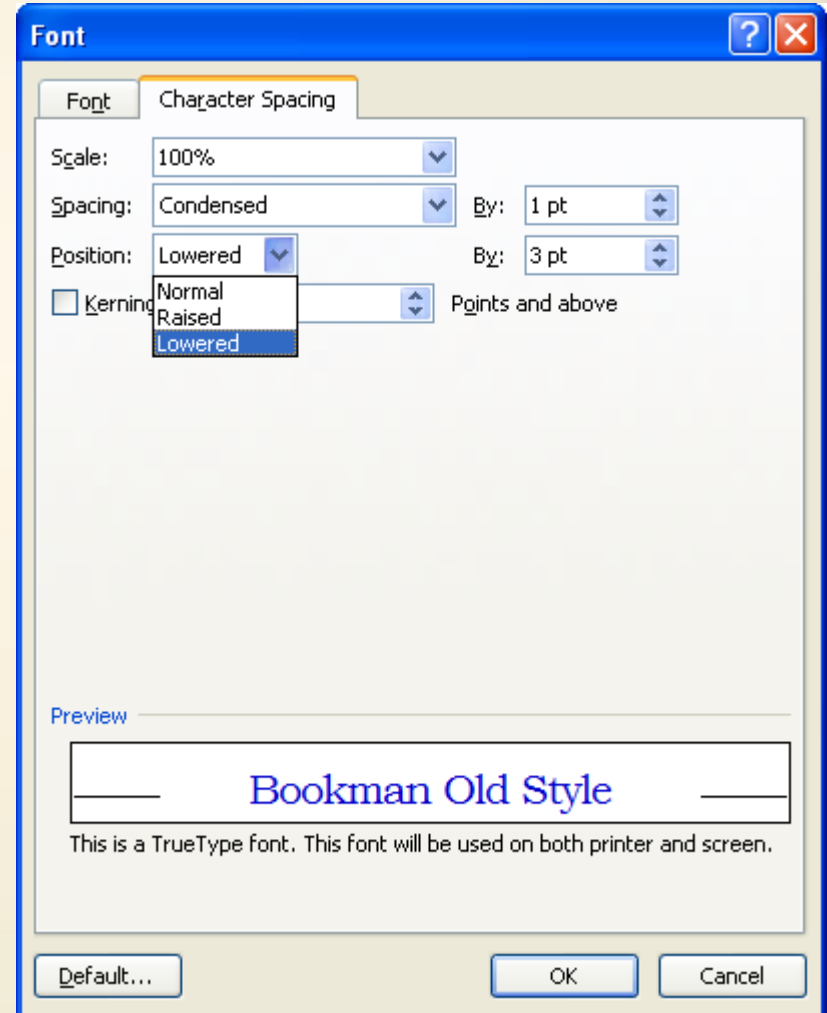 Font
Font Character Spacing
Scale: 100%
Spacing: Condensed By: 1 pt
Position: Lowered By: 3 pt
Normal
Kerning Points and above
Raised
Lowered
Preview
Bookman Old Style
This is a TrueType font. This font will be used on both printer and screen.
Default... OK Cancel